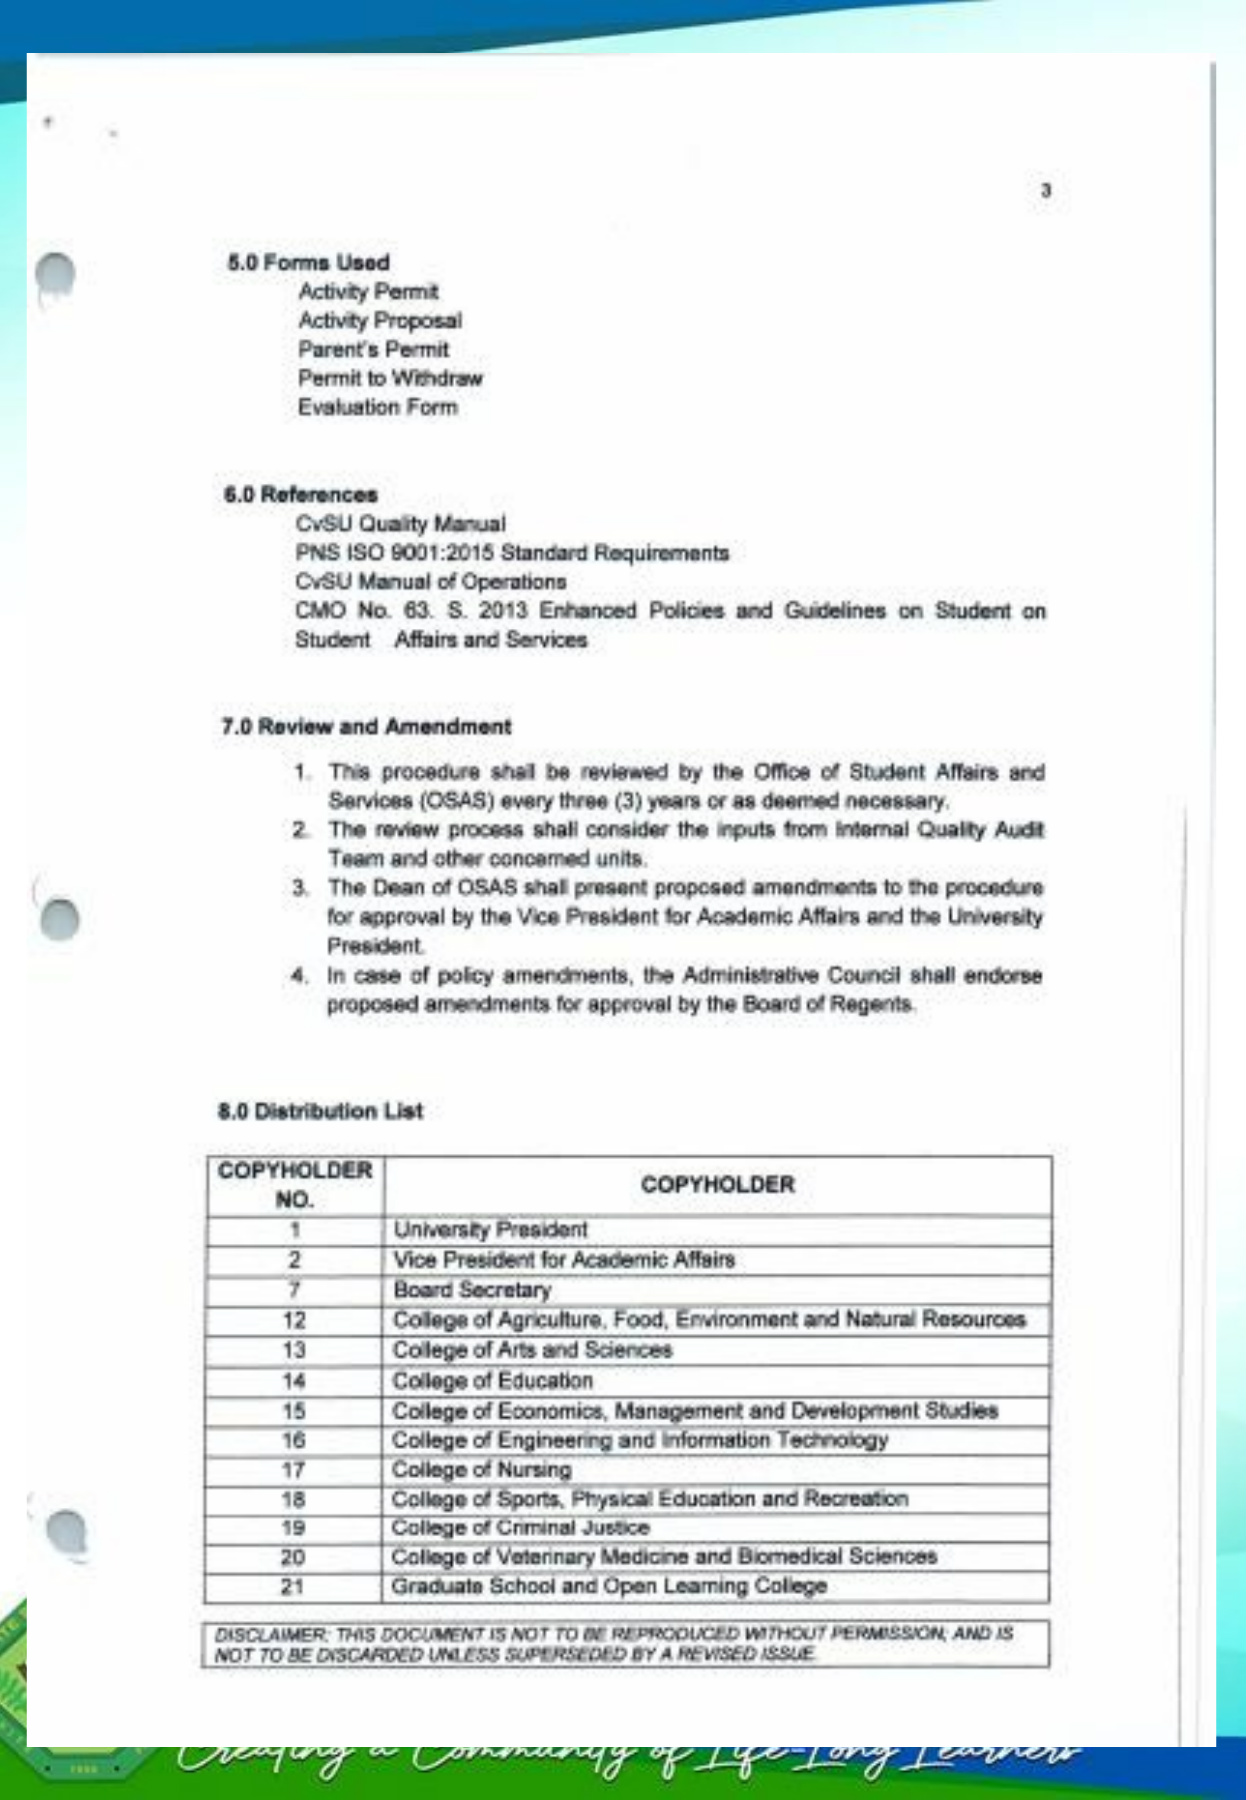 3
5.0 Forms Used
Activity Permit
Activity Proposal
Parent's Permit
Permit to Withdraw
Evaluation Form
6.0 References
CvSU Quality Manual
PNS ISO 9001:2015 Standard Requirements
CvSU Manual of Operations
CMO No. 63. S. 2013 Enhanced Policies and Guidelines on Student on
Student Affairs and Services
7.0 Review and Amendment
1. This procedure shall be reviewed by the Office of Student Affairs and
Services (OSAS) every three (3) years or as deemed necessary.
2. The review process shall consider the inputs from Internal Quality Audit
Team and other concerned units.
3. The Dean of OSAS shall present proposed amendments to the procedure
for approval by the Vice President for Academic Affairs and the University
President.
4. In case of policy amendments, the Administrative Council shall endorse
proposed amendments for approval by the Board of Regents.
8.0 Distribution List
COPYHOLDER NO. COPYHOLDER
1 University President
2 Vice President for Academic Affairs
7 Board Secretary
12 College of Agriculture, Food, Environment and Natural Resources
13 College of Arts and Sciences
14 College of Education
15 College of Economics, Management and Development Studies
16 College of Engineering and Information Technology
17 College of Nursing
18 College of Sports, Physical Education and Recreation
19 College of Criminal Justice
20 College of Veterinary Medicine and Biomedical Sciences
21 Graduate School and Open Learning College
DISCLAIMER: THIS DOCUMENT IS NOT TO BE REPRODUCED WITHOUT PERMISSION; AND IS
NOT TO BE DISCARDED UNLESS SUPERSEDED BY A REVISED ISSUE.
Creating a Community of Life-Long Learners